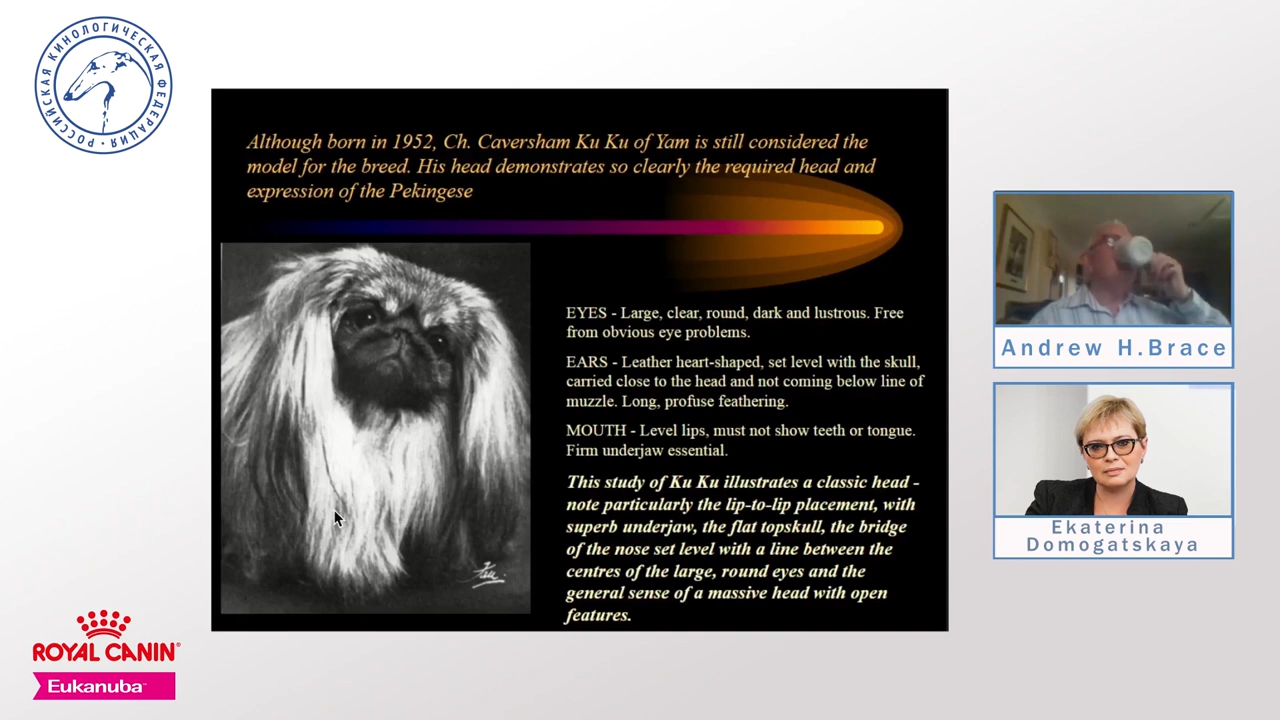 РОССИЙСКАЯ КИНОЛОГИЧЕСКАЯ ФЕДЕРАЦИЯ
Although born in 1952, Ch. Caversham Ku Ku of Yam is still considered the
model for the breed. His head demonstrates so clearly the required head and
expression of the Pekingese
EYES - Large, clear, round, dark and lustrous. Free
from obvious eye problems.
EARS - Leather heart-shaped, set level with the skull,
carried close to the head and not coming below line of
muzzle. Long, profuse feathering.
MOUTH - Level lips, must not show teeth or tongue.
Firm underjaw essential.
This study of Ku Ku illustrates a classic head -
note particularly the lip-to-lip placement, with
superb underjaw, the flat topskull, the bridge
of the nose set level with a line between the
centres of the large, round eyes and the
general sense of a massive head with open
features.
Andrew H.Brace
Ekaterina
Domogatskaya
ROYAL CANIN
Eukanuba